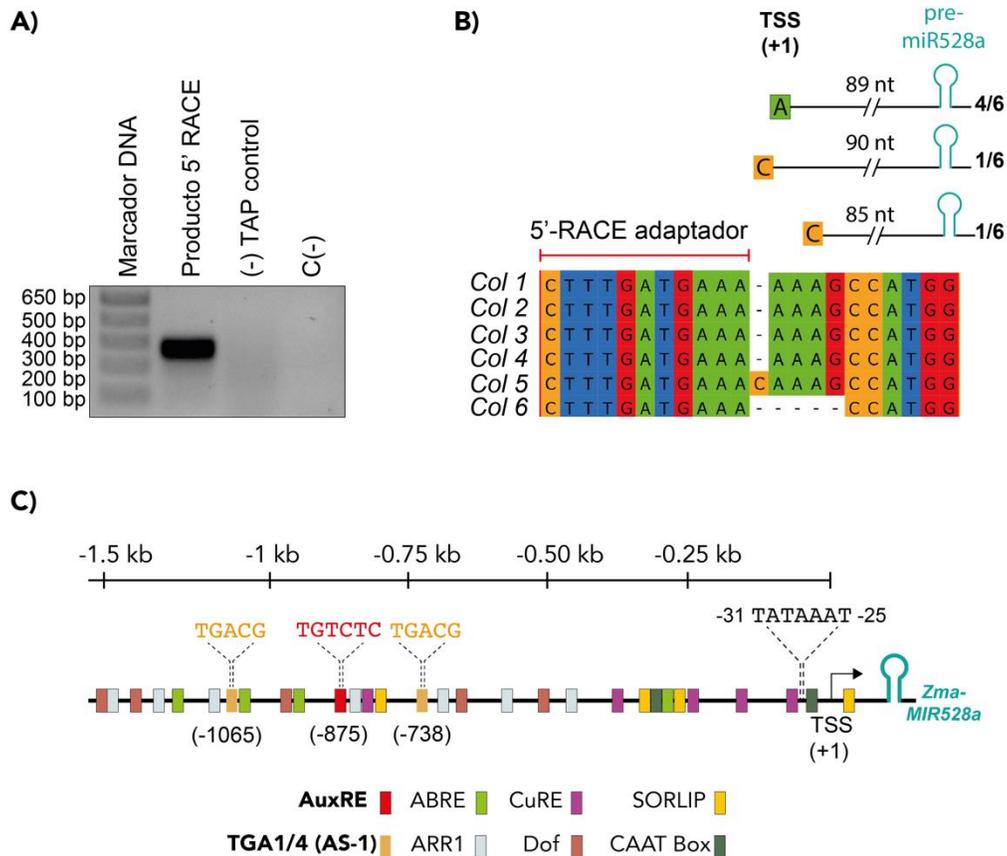 A)
Marcador DNA
Producto 5’ RACE
(-) TAP control
C(-)
650 bp
500 bp
400 bp
300 bp
200 bp
100 bp
B)
TSS
(+1)
pre-
miR528a
A 89 nt 4/6
C 90 nt 1/6
C 85 nt 1/6
5’-RACE adaptador
Col 1 C T T T G A T G A A A - A A A G C C A T G G
Col 2 C T T T G A T G A A A - A A A G C C A T G G
Col 3 C T T T G A T G A A A - A A A G C C A T G G
Col 4 C T T T G A T G A A A - A A A G C C A T G G
Col 5 C T T T G A T G A A A C A A A G C C A T G G
Col 6 C T T T G A T G A A A - - - - - C C A T G G
C)
-1.5 kb -1 kb -0.75 kb -0.50 kb -0.25 kb
TGACG TGTCTC TGACG -31 TATAAAT -25
(-1065) (-875) (-738) TSS
(+1)
Zma-
MIR528a
AuxRE ABRE CuRE SORLIP
TGA1/4 (AS-1) ARR1 Dof CAAT Box